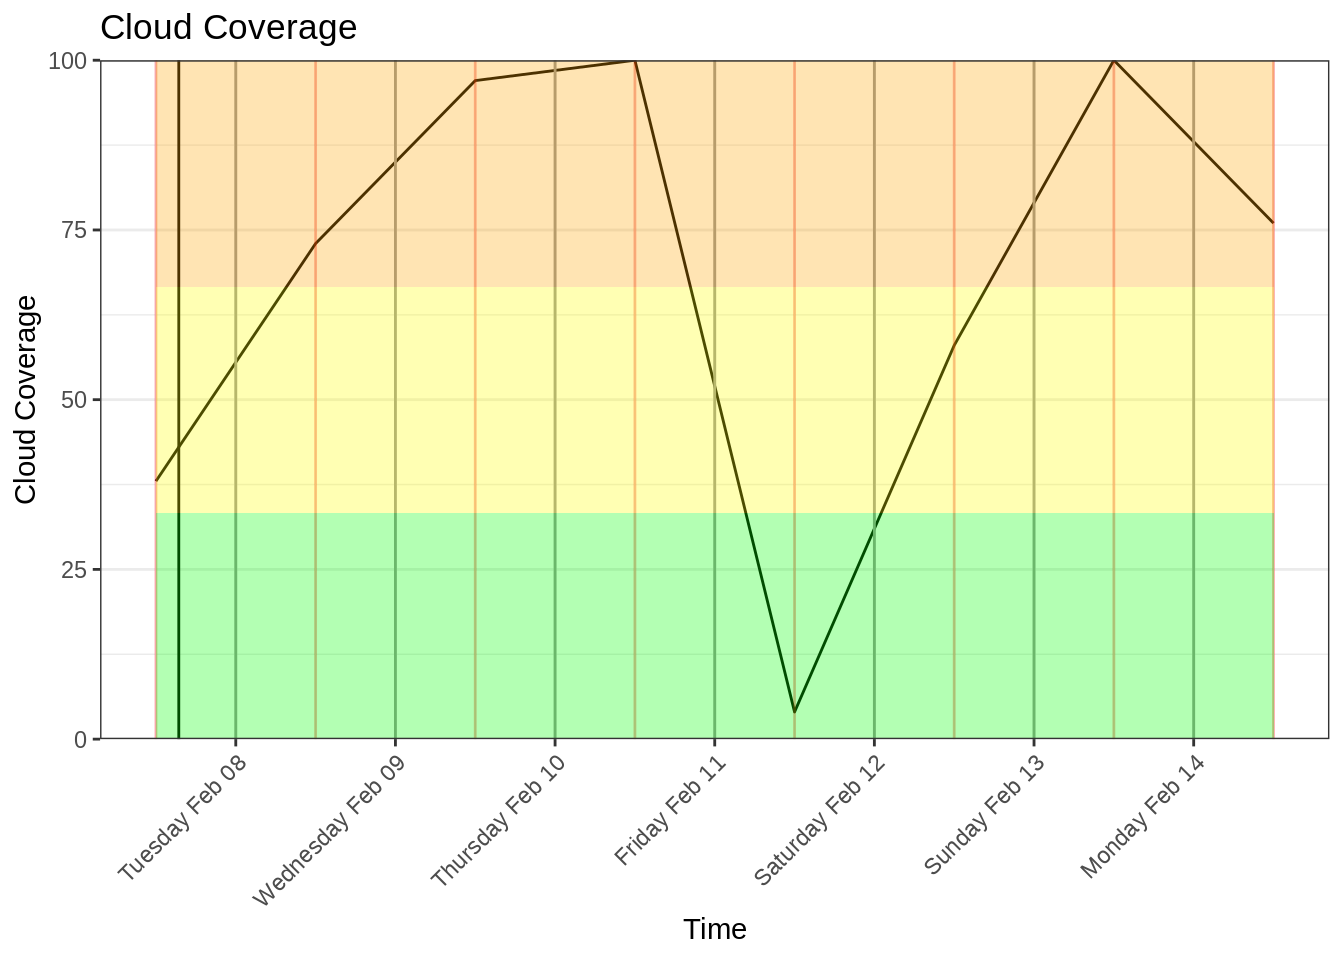 Cloud Coverage
100
75
50
25
0
Cloud Coverage
Tuesday Feb 08
Wednesday Feb 09
Thursday Feb 10
Friday Feb 11
Saturday Feb 12
Sunday Feb 13
Monday Feb 14
Time